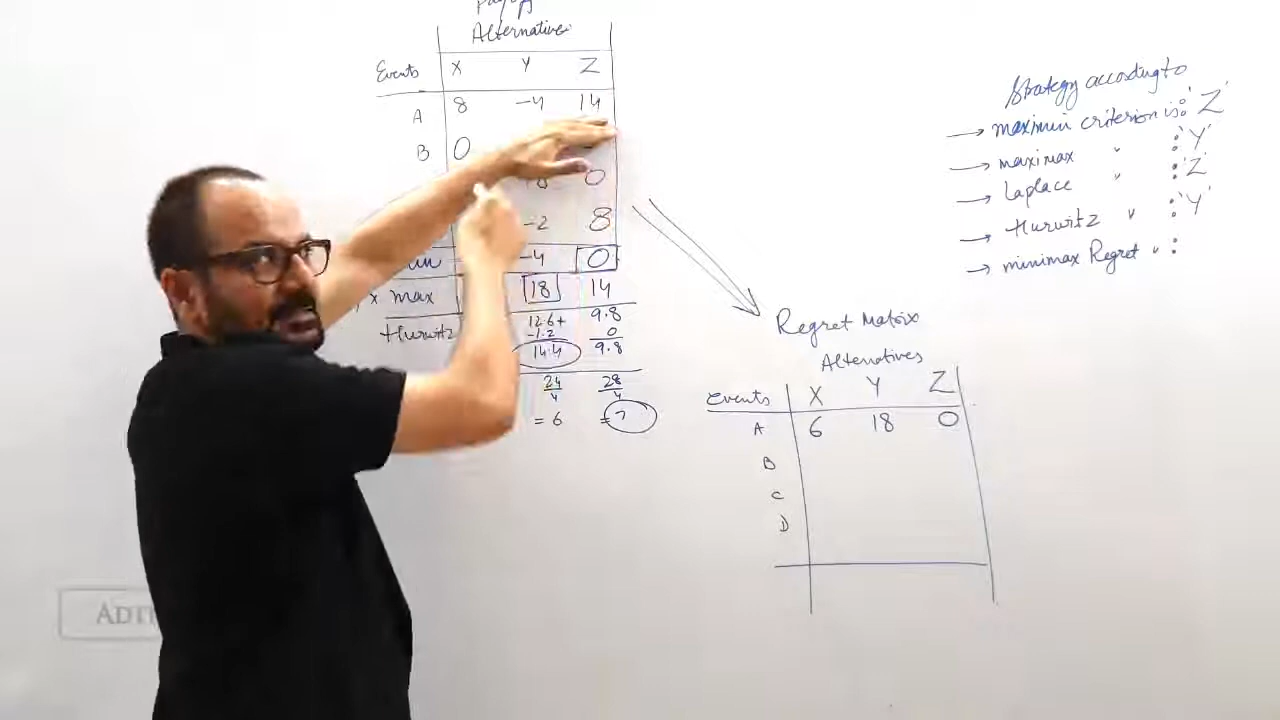 Alternatives
Events X Y Z
A 8 -4 14
B 0
18 0
-2 8
-4 0
max 18 14
Hurwitz 12.6+ 9.8
-1.2 0
14.4 9.8
24/4 28/4
= 6 = 7
Strategy according to
→ maximin criterion is : 'Z'
→ maximax " : 'Y'
→ Laplace " : 'Z'
→ Hurwitz " : 'Y'
→ minimax Regret " :
Regret Matrix
Alternatives
Events X Y Z
A 6 18 0
B
C
D